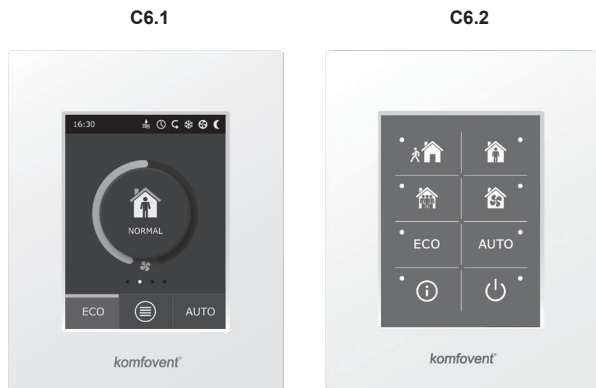 C6.1
C6.2
16:30
NORMAL
ECO
AUTO
komfovent®
ECO
AUTO
komfovent®